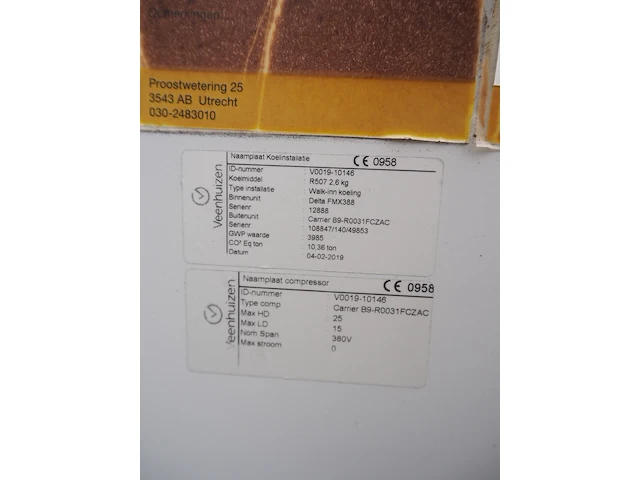 Opmerkingen
Proostwetering 25
3543 AB Utrecht
030-2483010
Veenhuizen
Naamplaat Koelinstallatie CE 0958
ID-nummer : V0019-10146
Koelmiddel : R507 2,6 kg
Type installatie : Walk-inn koeling
Binnenunit : Delta FMX388
Serienr : 12888
Buitenunit : Carrier B9-R0031FCZAC
Serienr : 108847/140/49853
GWP waarde : 3985
CO² Eq ton : 10,36 ton
Datum : 04-02-2019
Veenhuizen
Naamplaat compressor CE 0958
ID-nummer : V0019-10146
Type comp : Carrier B9-R0031FCZAC
Max HD : 25
Max LD : 15
Nom Span : 380V
Max stroom : 0